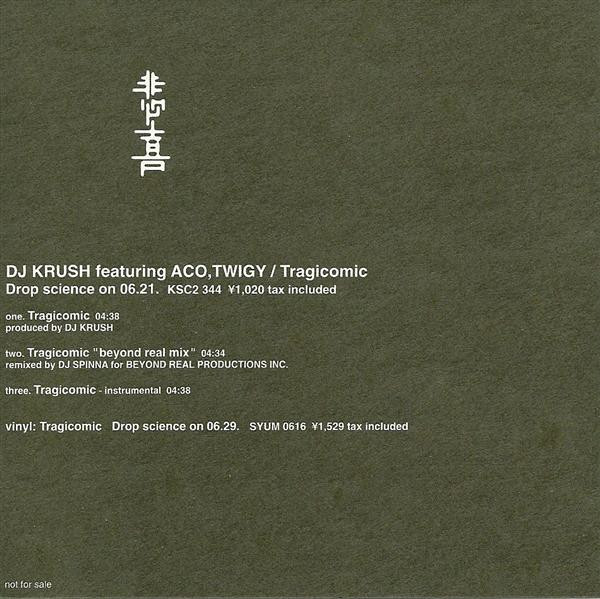 悲喜
DJ KRUSH featuring ACO,TWIGY / Tragicomic
Drop science on 06.21. KSC2 344 ¥1,020 tax included
one. Tragicomic 04:38
produced by DJ KRUSH
two. Tragicomic "beyond real mix" 04:34
remixed by DJ SPINNA for BEYOND REAL PRODUCTIONS INC.
three. Tragicomic - instrumental 04:38
vinyl: Tragicomic Drop science on 06.29. SYUM 0616 ¥1,529 tax included
not for sale